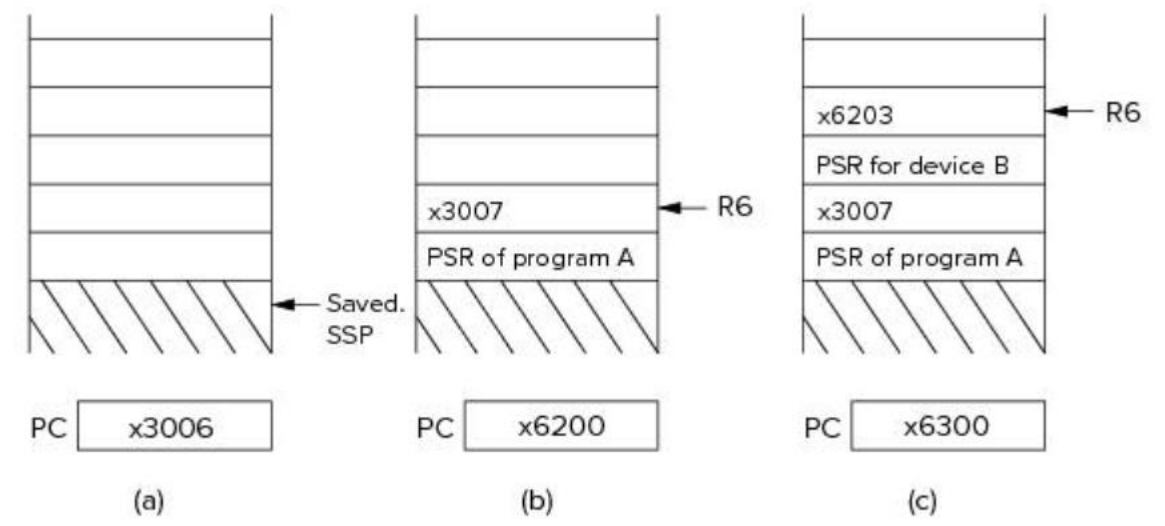 x6203
R6
PSR for device B
x3007
R6
x3007
PSR of program A
PSR of program A
Saved.
SSP
PC x3006
PC x6200
PC x6300
(a)
(b)
(c)